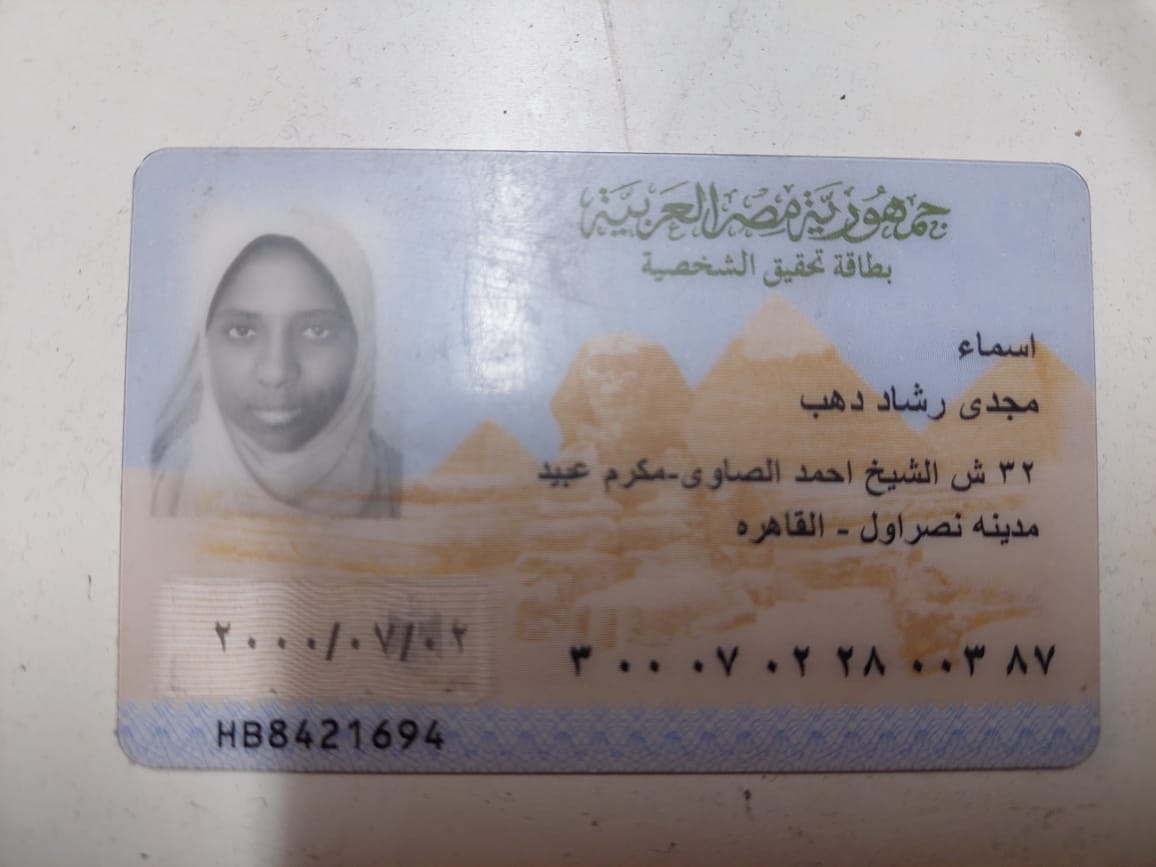 جمهورية مصر العربية
بطاقة تحقيق الشخصية
اسماء
مجدى رشاد دهب
٣٢ ش الشيخ احمد الصاوى-مكرم عبيد
مدينه نصراول - القاهره
٣ ٠٠ ٠٧ ٠٢ ٢٨ ٠٠٣ ٨٧
٢٠٠٠/٠٧/٠٢
HB8421694